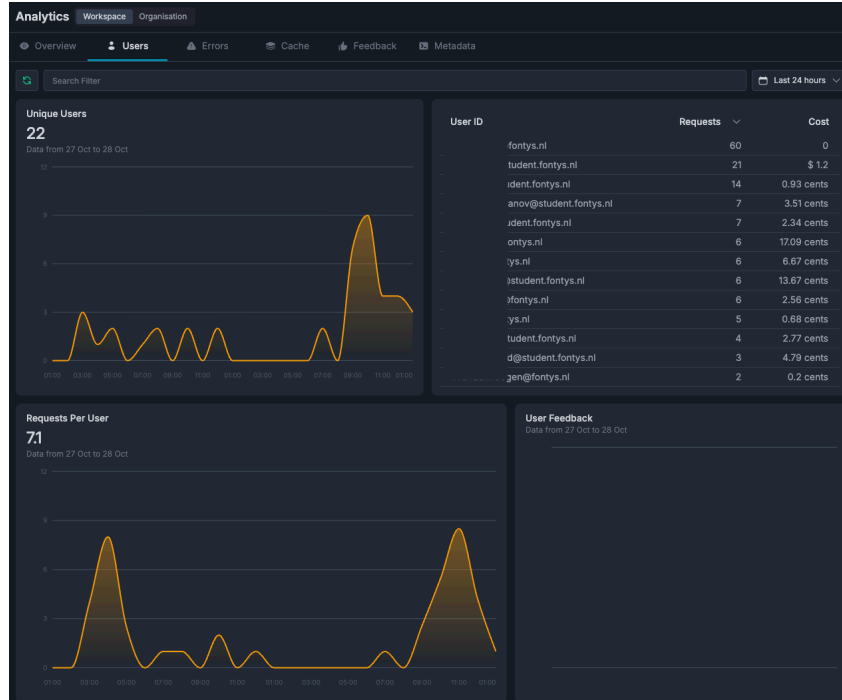 Analytics Workspace Organisation
Overview Users Errors Cache Feedback Metadata
Search Filter Last 24 hours
Unique Users
22
Data from 27 Oct to 28 Oct
12
9
6
3
0
01:00 03:00 05:00 07:00 09:00 11:00 01:00 03:00 05:00 07:00 09:00 11:00 01:00
User ID Requests Cost
fontys.nl 60 0
tudent.fontys.nl 21 $ 1.2
ident.fontys.nl 14 0.93 cents
anov@student.fontys.nl 7 3.51 cents
udent.fontys.nl 7 2.34 cents
ontys.nl 6 17.09 cents
tys.nl 6 6.67 cents
student.fontys.nl 6 13.67 cents
fontys.nl 6 2.56 cents
ys.nl 5 0.68 cents
tudent.fontys.nl 4 2.77 cents
d@student.fontys.nl 3 4.79 cents
gen@fontys.nl 2 0.2 cents
Requests Per User
7.1
Data from 27 Oct to 28 Oct
12
9
6
3
0
01:00 03:00 05:00 07:00 09:00 11:00 01:00 03:00 05:00 07:00 09:00 11:00 01:00
User Feedback
Data from 27 Oct to 28 Oct